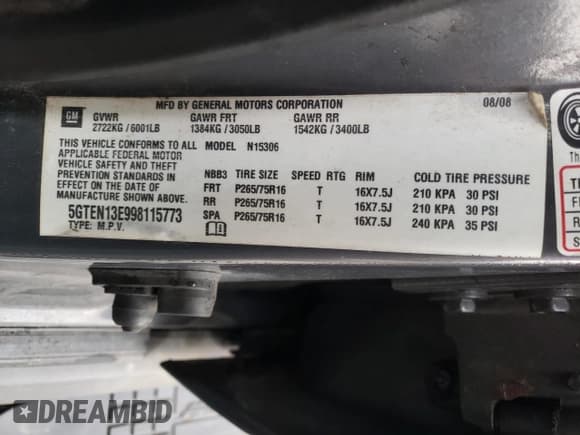 MFD BY GENERAL MOTORS CORPORATION 08/08
GM
GVWR GAWR FRT GAWR RR
2722KG / 6001LB 1384KG / 3050LB 1542KG / 3400LB
THIS VEHICLE CONFORMS TO ALL MODEL N15306
APPLICABLE FEDERAL MOTOR
VEHICLE SAFETY AND THEFT
PREVENTION STANDARDS IN
EFFECT ON THE DATE OF
MANUFACTURE SHOWN ABOVE.
5GTEN13E998115773
TYPE: M.P.V.
NBB3 TIRE SIZE SPEED RTG RIM COLD TIRE PRESSURE
FRT P265/75R16 T 16X7.5J 210 KPA 30 PSI
RR P265/75R16 T 16X7.5J 210 KPA 30 PSI
SPA P265/75R16 T 16X7.5J 240 KPA 35 PSI
DREAMBID